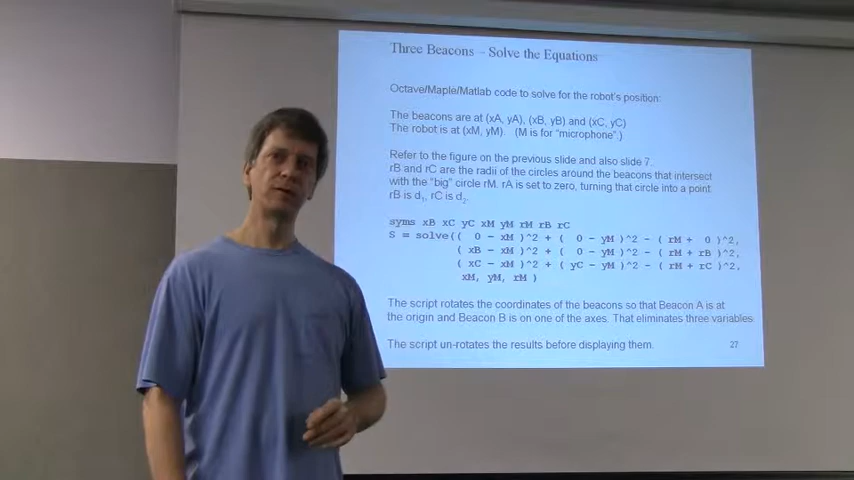 Three Beacons – Solve the Equations
Octave/Maple/Matlab code to solve for the robot's position:
The beacons are at (xA, yA), (xB, yB) and (xC, yC)
The robot is at (xM, yM).  (M is for "microphone".)
Refer to the figure on the previous slide and also slide 7.
rB and rC are the radii of the circles around the beacons that intersect
with the "big" circle rM. rA is set to zero, turning that circle into a point.
rB is d₁, rC is d₂.
syms xB xC yC xM yM rM rB rC
S = solve((  0 - xM )^2 + (  0 - yM )^2 - ( rM +  0 )^2,
( xB - xM )^2 + (  0 - yM )^2 - ( rM + rB )^2,
( xC - xM )^2 + ( yC - yM )^2 - ( rM + rC )^2,
xM, yM, rM )
The script rotates the coordinates of the beacons so that Beacon A is at
the origin and Beacon B is on one of the axes. That eliminates three variables
The script un-rotates the results before displaying them.
27